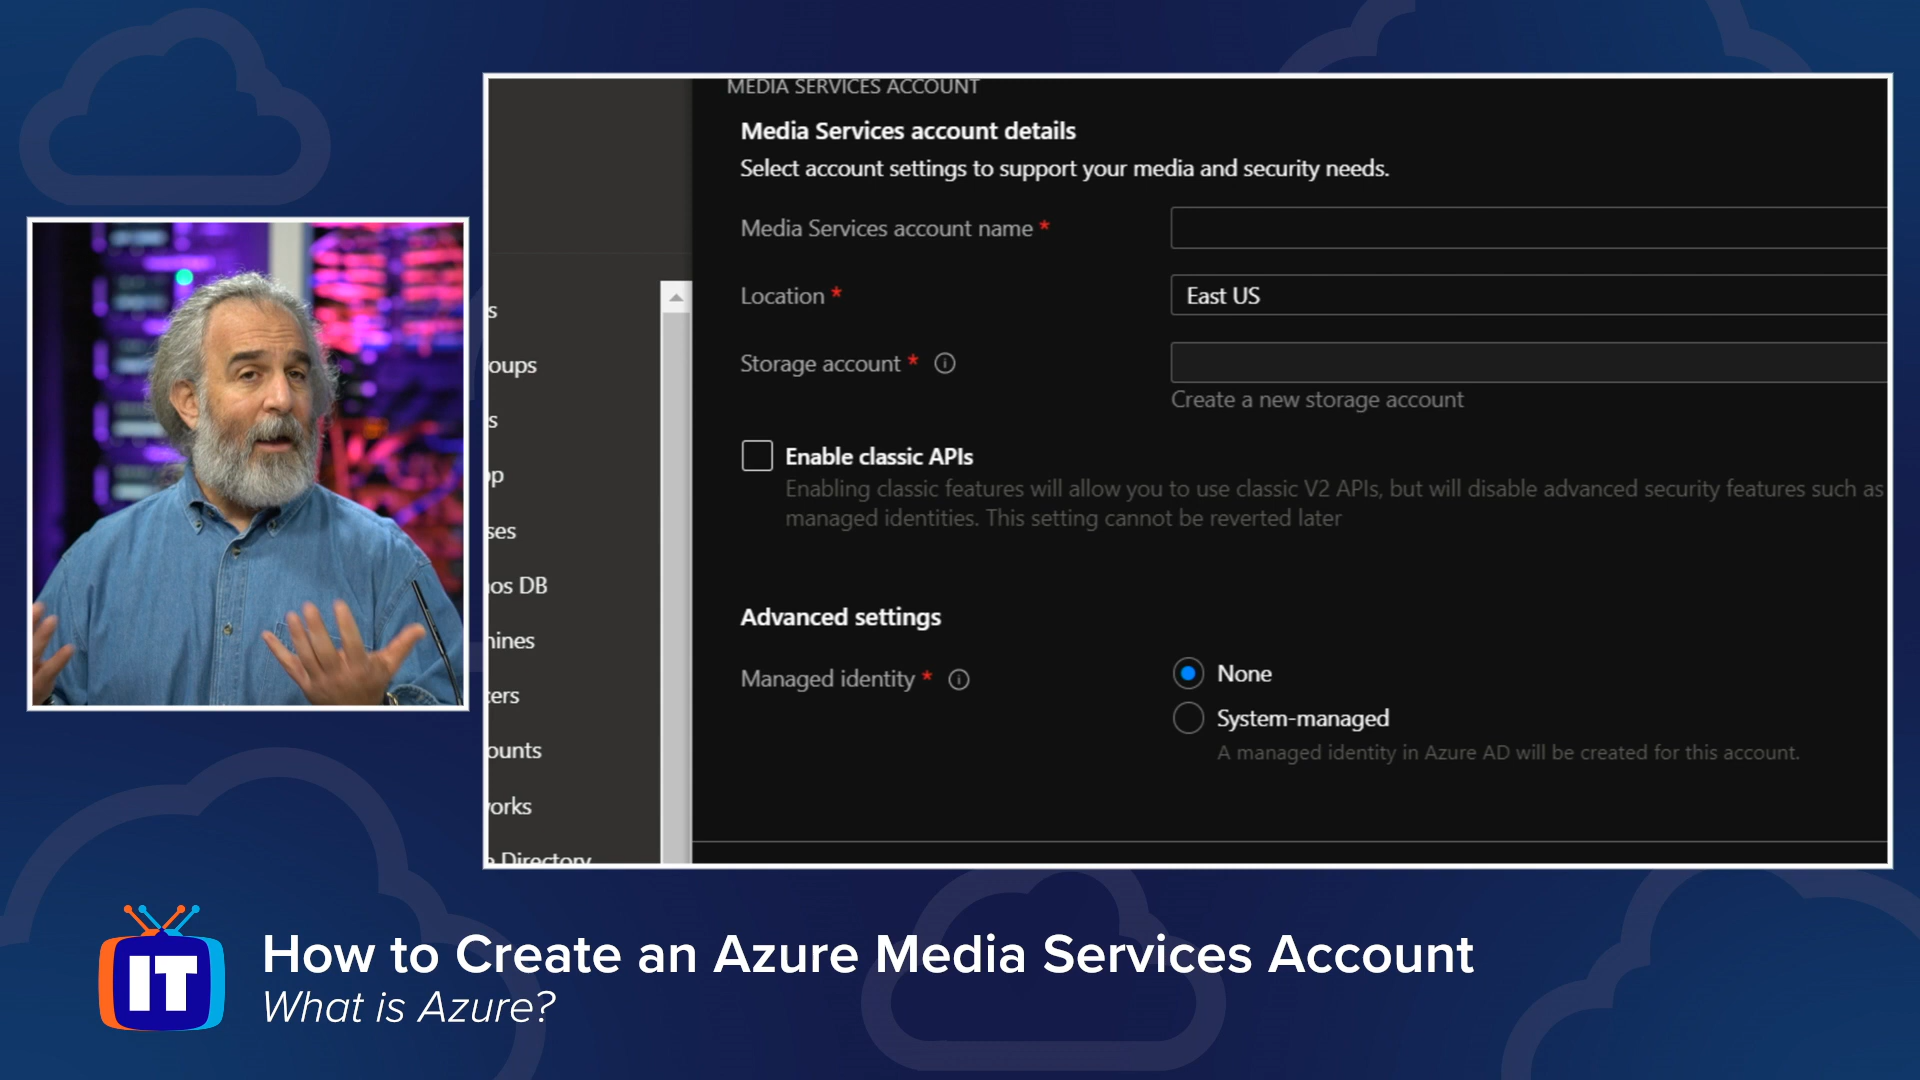 MEDIA SERVICES ACCOUNT
Media Services account details
Select account settings to support your media and security needs.
Media Services account name *
Location *
East US
Storage account *
Create a new storage account
Enable classic APIs
Enabling classic features will allow you to use classic V2 APIs, but will disable advanced security features such as
managed identities. This setting cannot be reverted later
Advanced settings
Managed identity *
None
System-managed
A managed identity in Azure AD will be created for this account.
s
oups
s
p
ses
os DB
hines
ters
ounts
orks
e Directory
IT
How to Create an Azure Media Services Account
What is Azure?